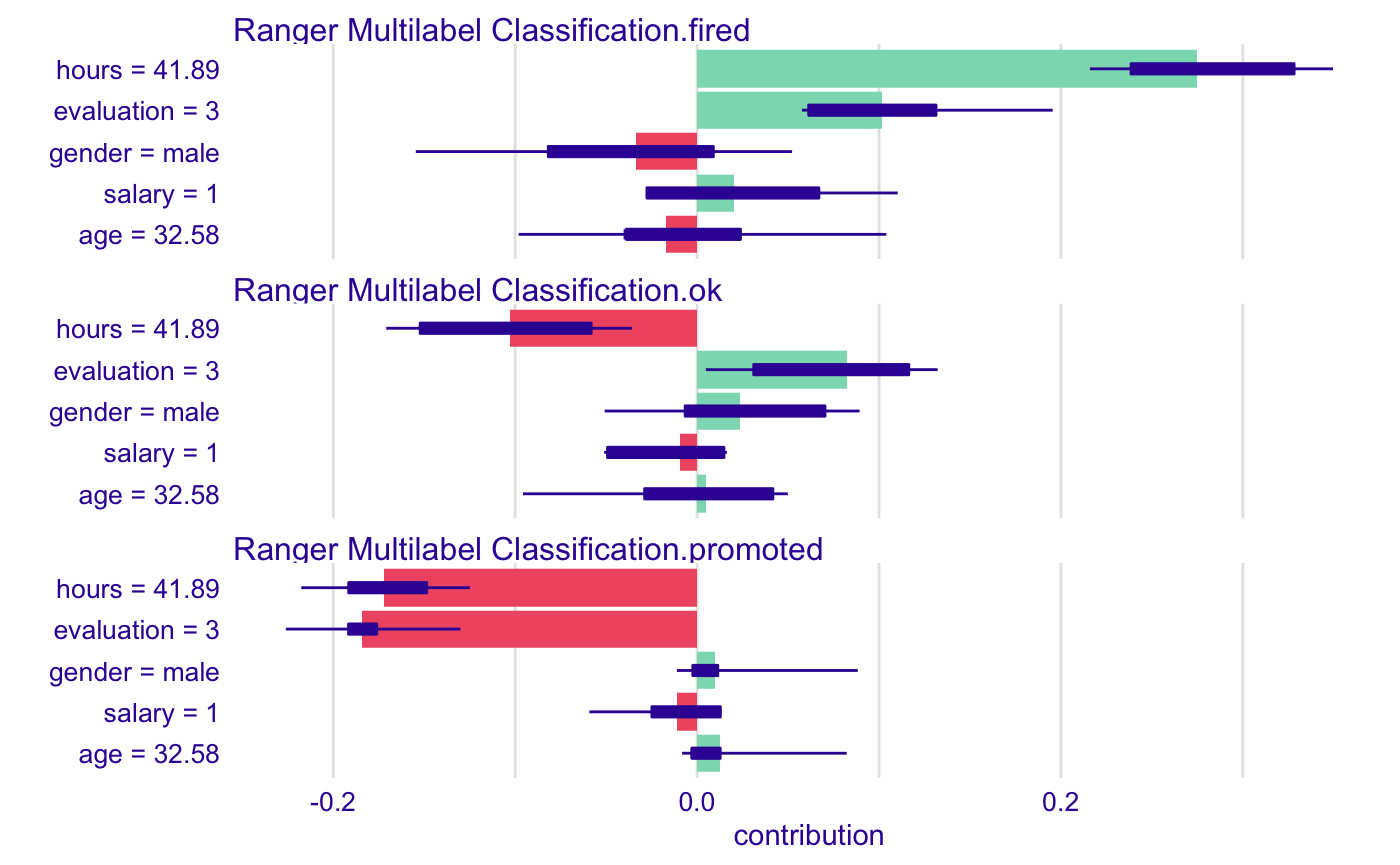 Ranger Multilabel Classification.fired
hours = 41.89
evaluation = 3
gender = male
salary = 1
age = 32.58
Ranger Multilabel Classification.ok
hours = 41.89
evaluation = 3
gender = male
salary = 1
age = 32.58
Ranger Multilabel Classification.promoted
hours = 41.89
evaluation = 3
gender = male
salary = 1
age = 32.58
-0.2 0.0 0.2
contribution